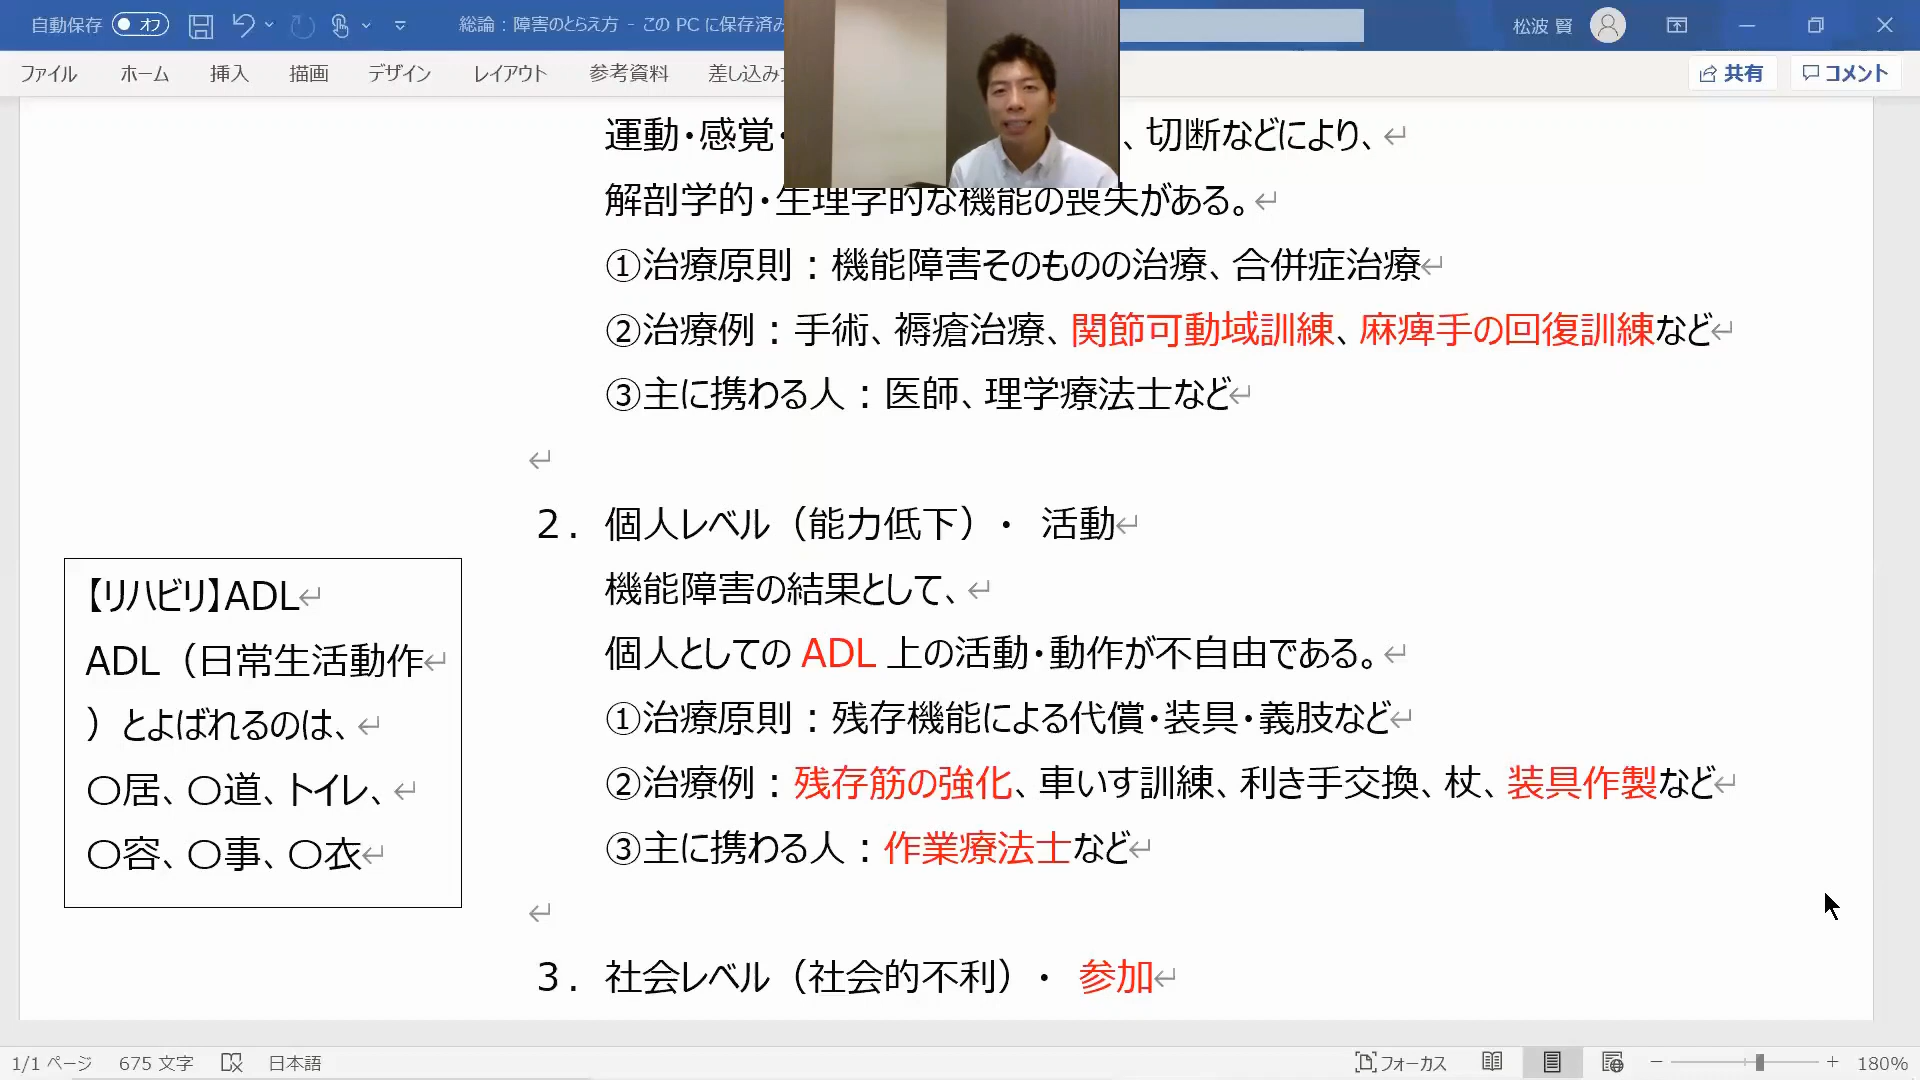 自動保存 オフ 総論：障害のとらえ方 - この PC に保存済み 松波 賢
ファイル ホーム 挿入 描画 デザイン レイアウト 参考資料 差し込み 共有 コメント
運動・感覚・ 、切断などにより、
解剖学的・生理学的な機能の喪失がある。
①治療原則：機能障害そのものの治療、合併症治療
②治療例：手術、褥瘡治療、関節可動域訓練、麻痺手の回復訓練など
③主に携わる人：医師、理学療法士など
２．個人レベル（能力低下）・ 活動
機能障害の結果として、
個人としての ADL 上の活動・動作が不自由である。
①治療原則：残存機能による代償・装具・義肢など
②治療例：残存筋の強化、車いす訓練、利き手交換、杖、装具作製など
③主に携わる人：作業療法士など
３．社会レベル（社会的不利）・ 参加
【リハビリ】ADL
ADL（日常生活動作
）とよばれるのは、
〇居、〇道、トイレ、
〇容、〇事、〇衣
1/1 ページ 675 文字 日本語 フォーカス 180%